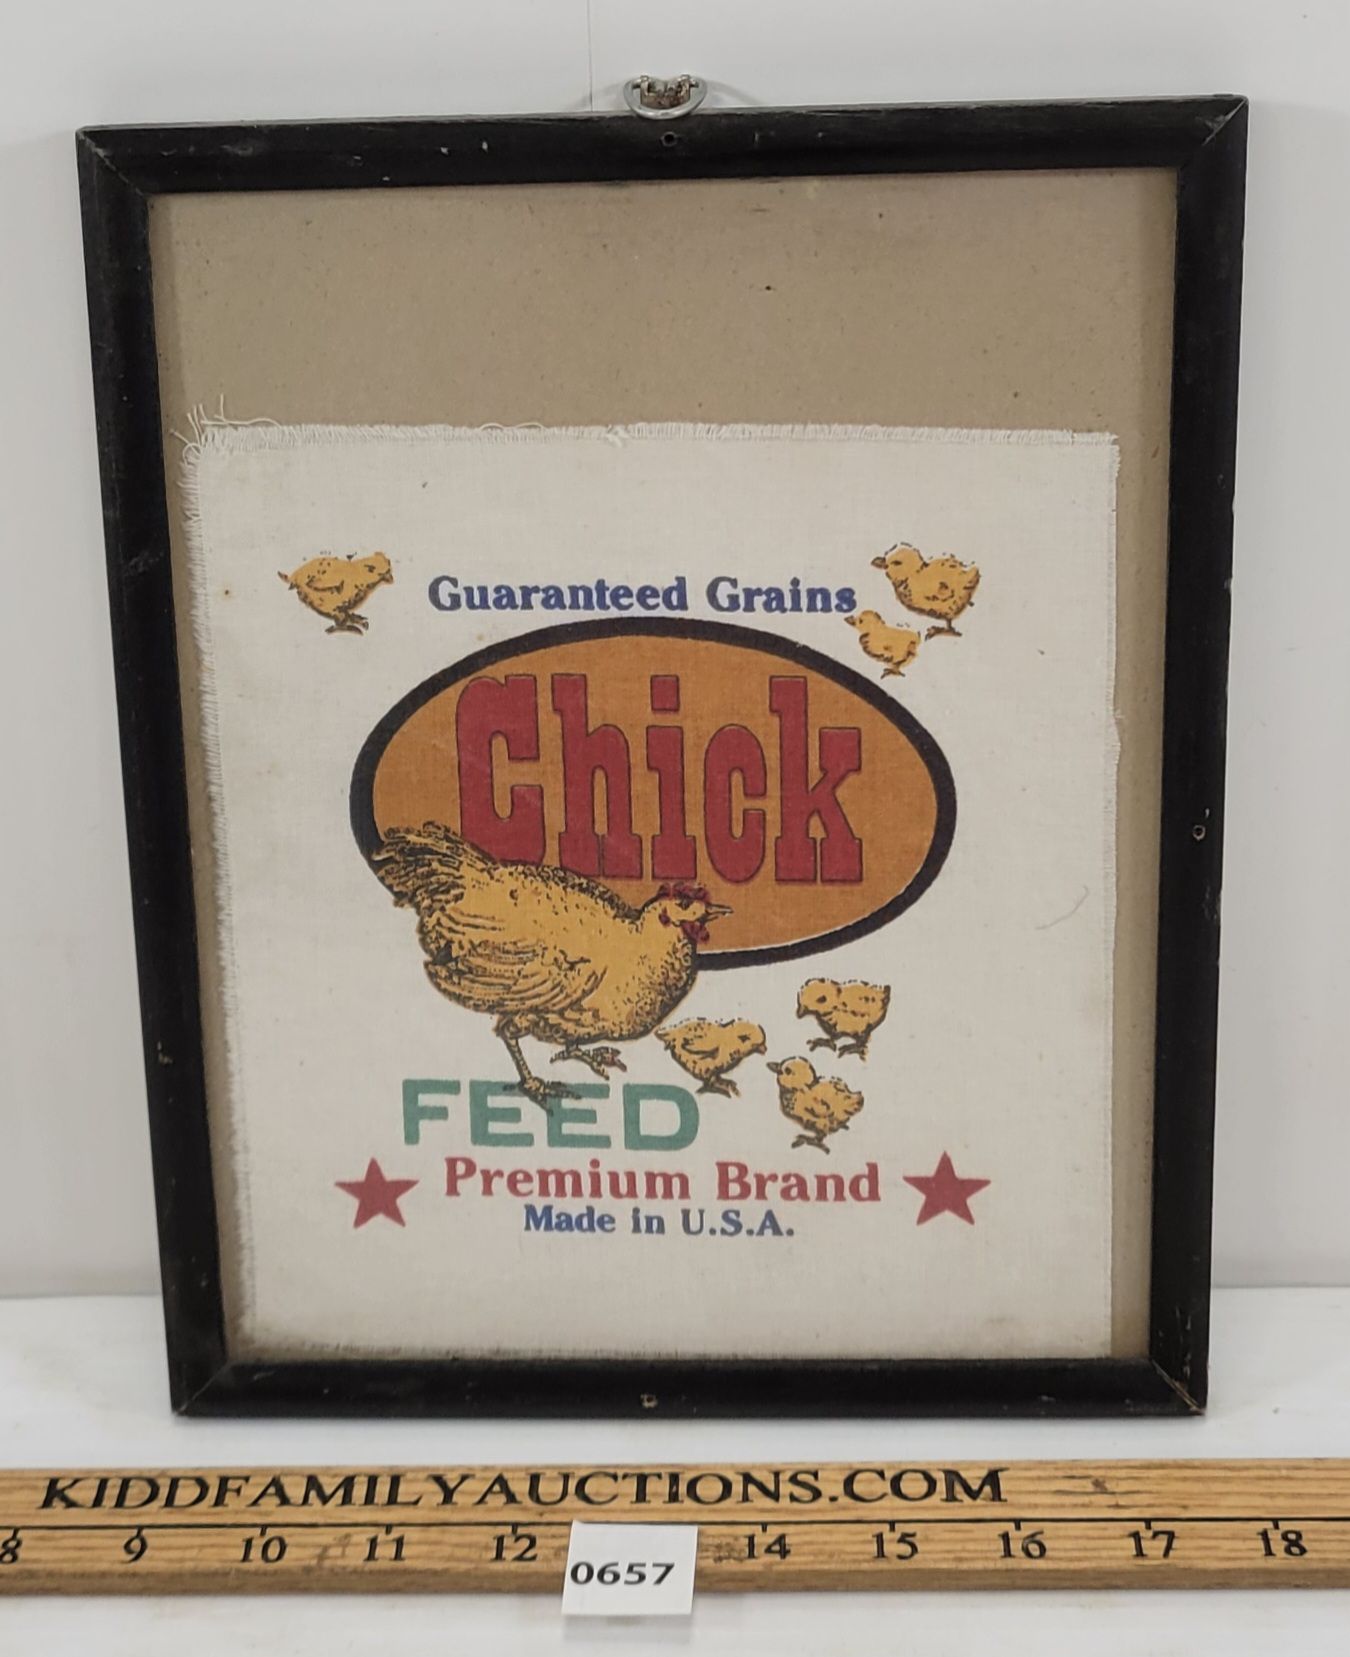 Guaranteed Grains
Chick
FEED
Premium Brand
Made in U.S.A.
KIDDFAMILYAUCTIONS.COM
8 9 10 11 12 14 15 16 17 18
0657